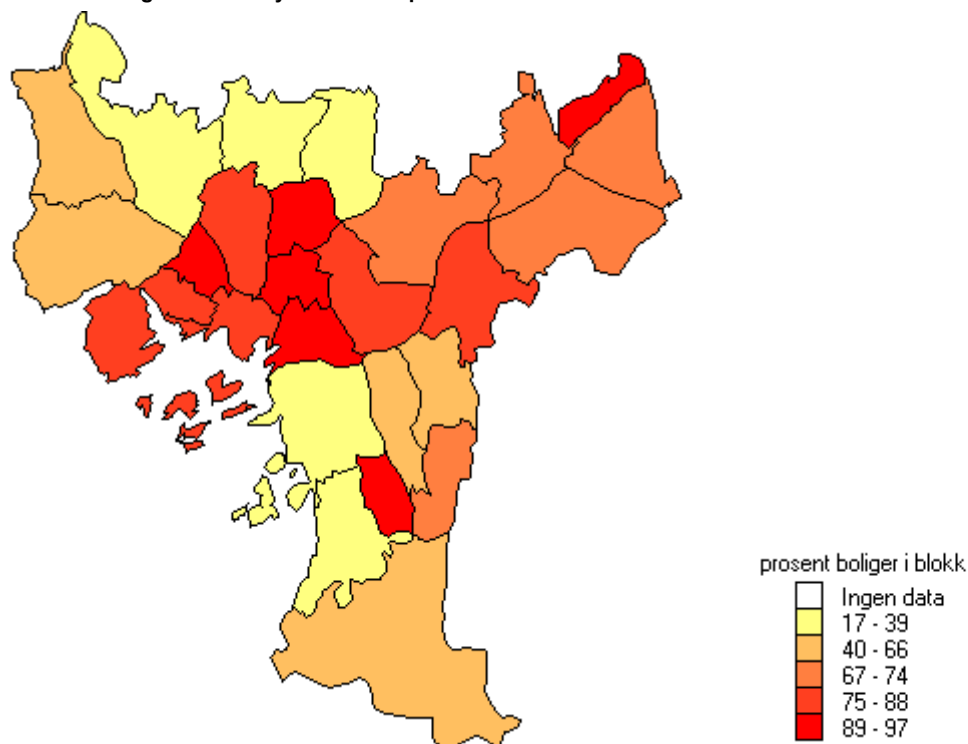 prosent boliger i blokk
Ingen data
17 - 39
40 - 66
67 - 74
75 - 88
89 - 97